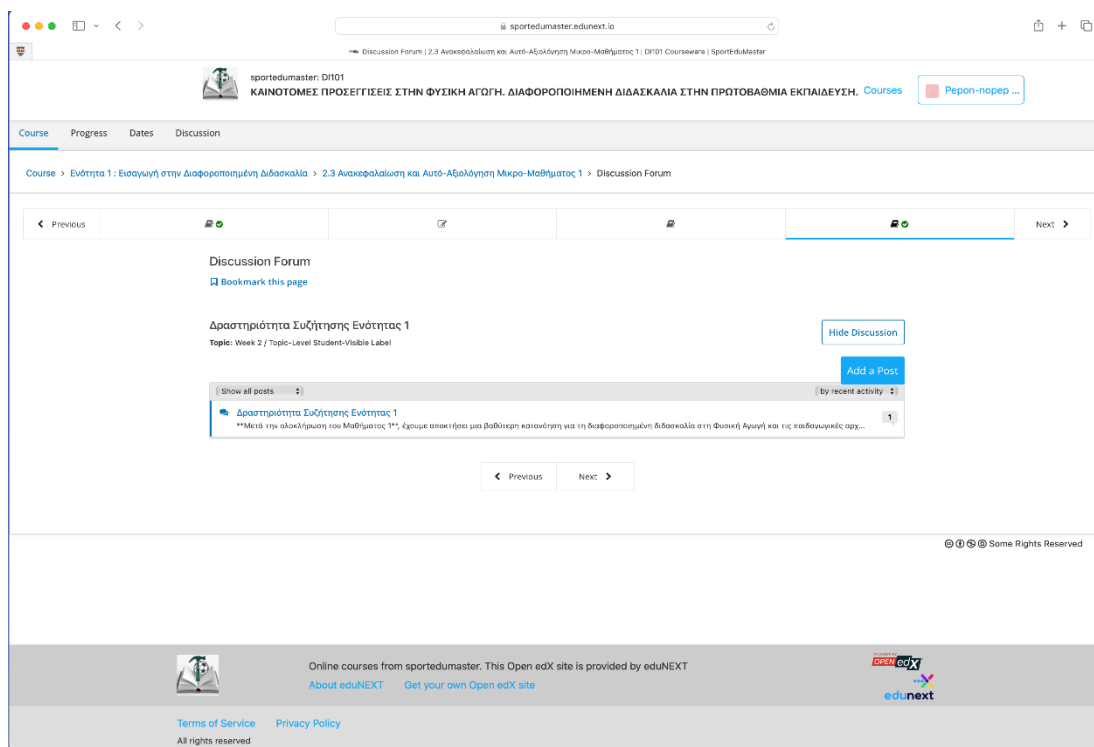 sportedumaster.edunext.io
Discussion Forum | 2.3 Ανακεφαλαίωση και Αυτό-Αξιολόγηση Μικρο-Μαθήματος 1 | DI101 Courseware | SportEduMaster
sportedumaster: DI101
ΚΑΙΝΟΤΟΜΕΣ ΠΡΟΣΕΓΓΙΣΕΙΣ ΣΤΗΝ ΦΥΣΙΚΗ ΑΓΩΓΗ. ΔΙΑΦΟΡΟΠΟΙΗΜΕΝΗ ΔΙΔΑΣΚΑΛΙΑ ΣΤΗΝ ΠΡΩΤΟΒΑΘΜΙΑ ΕΚΠΑΙΔΕΥΣΗ. Courses Pepon-nopep ...
Course Progress Dates Discussion
Course > Ενότητα 1 : Εισαγωγή στην Διαφοροποιημένη Διδασκαλία > 2.3 Ανακεφαλαίωση και Αυτό-Αξιολόγηση Μικρο-Μαθήματος 1 > Discussion Forum
Previous Next
Discussion Forum
Bookmark this page
Δραστηριότητα Συζήτησης Ενότητας 1
Topic: Week 2 / Topic-Level Student-Visible Label
Hide Discussion
Add a Post
Show all posts by recent activity
Δραστηριότητα Συζήτησης Ενότητας 1
**Μετά την ολοκλήρωση του Μαθήματος 1**, έχουμε αποκτήσει μια βαθύτερη κατανόηση για τη διαφοροποιημένη διδασκαλία στη Φυσική Αγωγή και τις παιδαγωγικές αρχ...
1
Previous Next
Some Rights Reserved
Online courses from sportedumaster. This Open edX site is provided by eduNEXT
About eduNEXT Get your own Open edX site
OPEN edX
edunext
Terms of Service Privacy Policy
All rights reserved